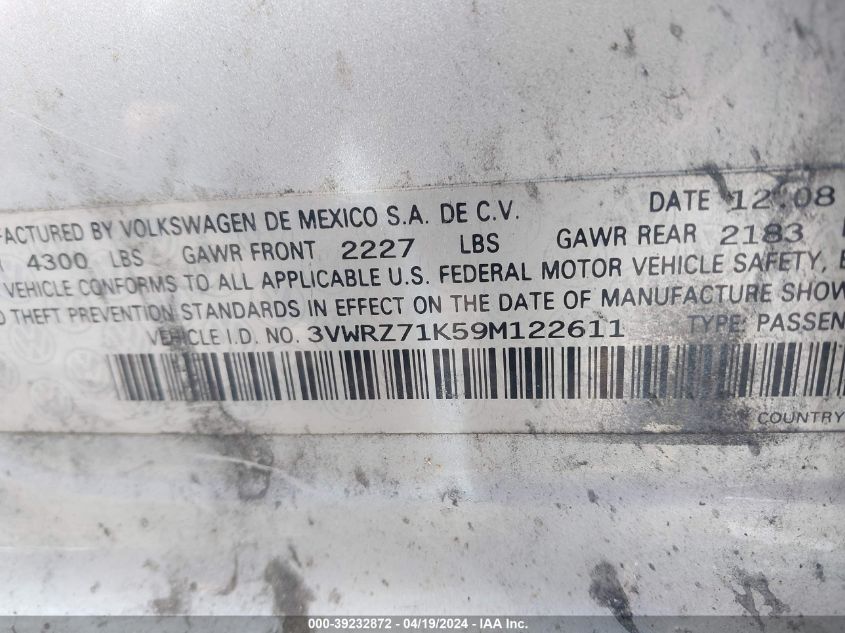 FACTURED BY VOLKSWAGEN DE MEXICO S.A. DE C.V. DATE 12.08
4300 LBS GAWR FRONT 2227 LBS GAWR REAR 2183
VEHICLE CONFORMS TO ALL APPLICABLE U.S. FEDERAL MOTOR VEHICLE SAFETY,
THEFT PREVENTION STANDARDS IN EFFECT ON THE DATE OF MANUFACTURE SHOW
VEHICLE I.D. NO. 3VWRZ71K59M122611 TYPE: PASSEN
COUNTRY
000-39232872 - 04/19/2024 - IAA Inc.